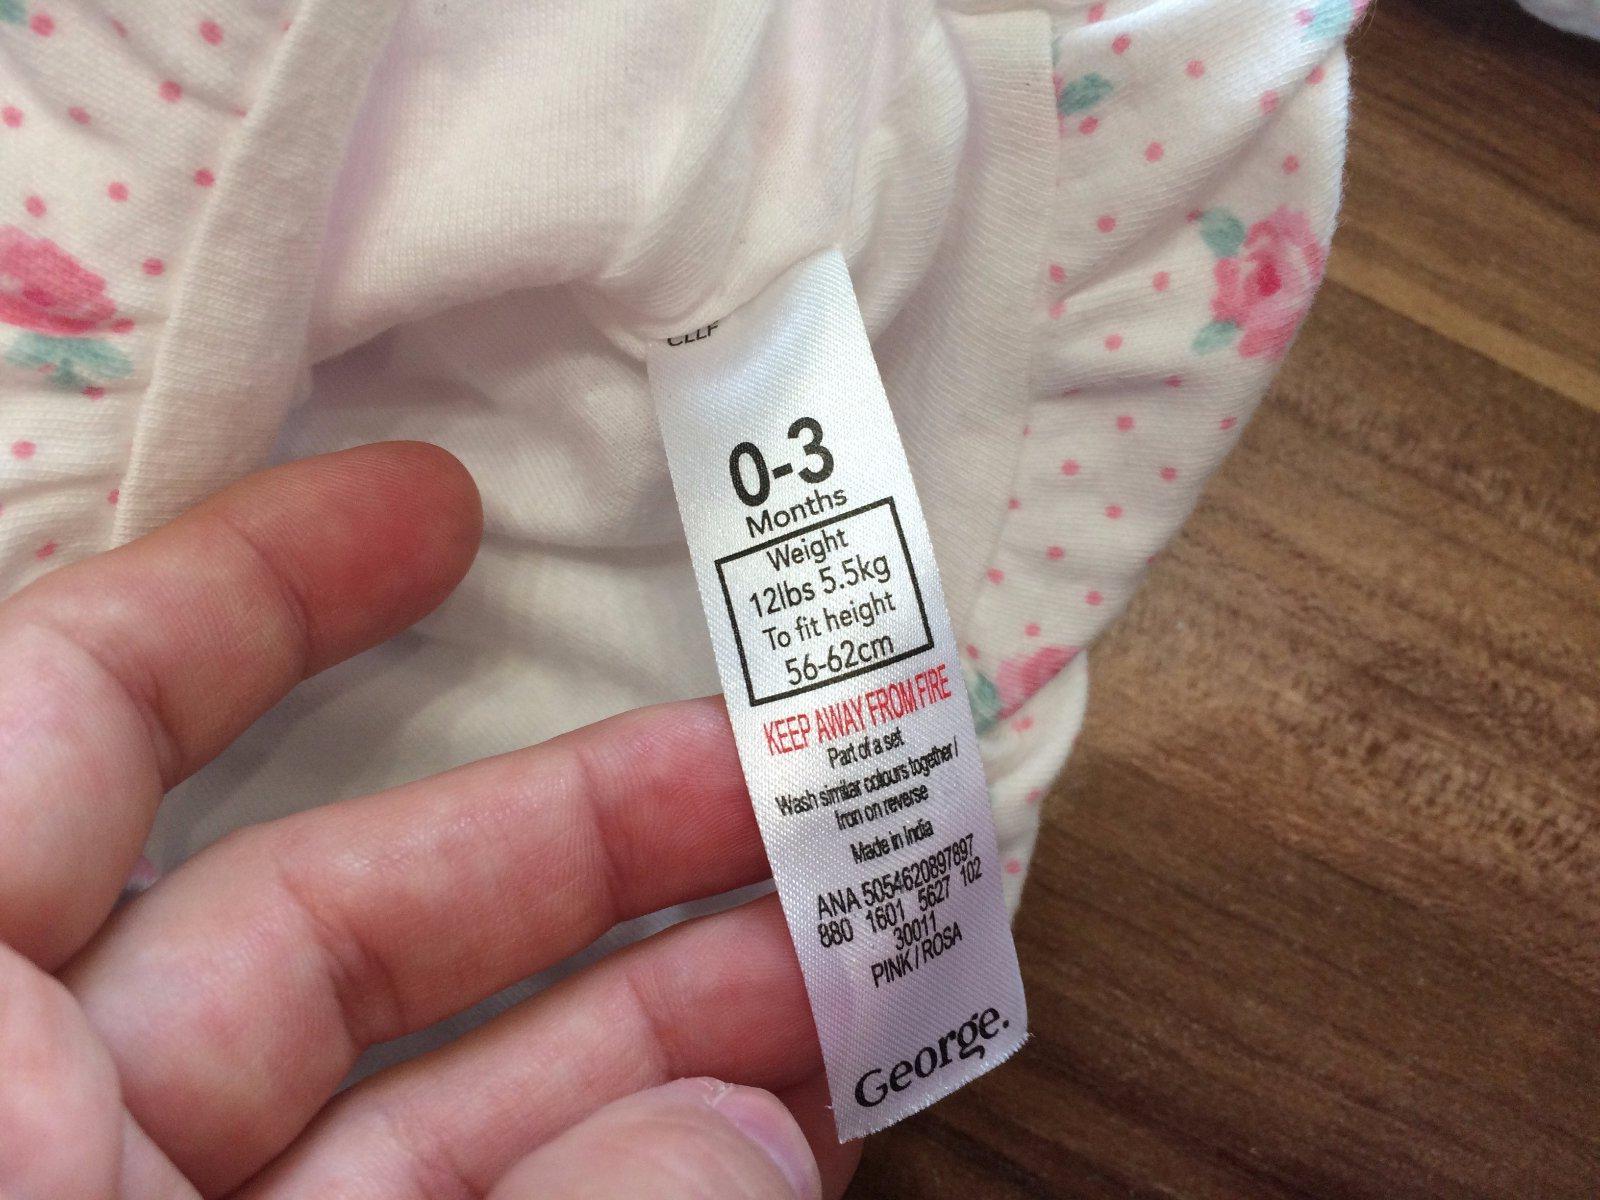 CLLF
0-3
Months
Weight
12lbs 5.5kg
To fit height
56-62cm
KEEP AWAY FROM FIRE
Part of a set
Wash similar colours together /
Iron on reverse
Made in India
ANA 5054620897897
880 1601 5627 102
30011
PINK / ROSA
George.